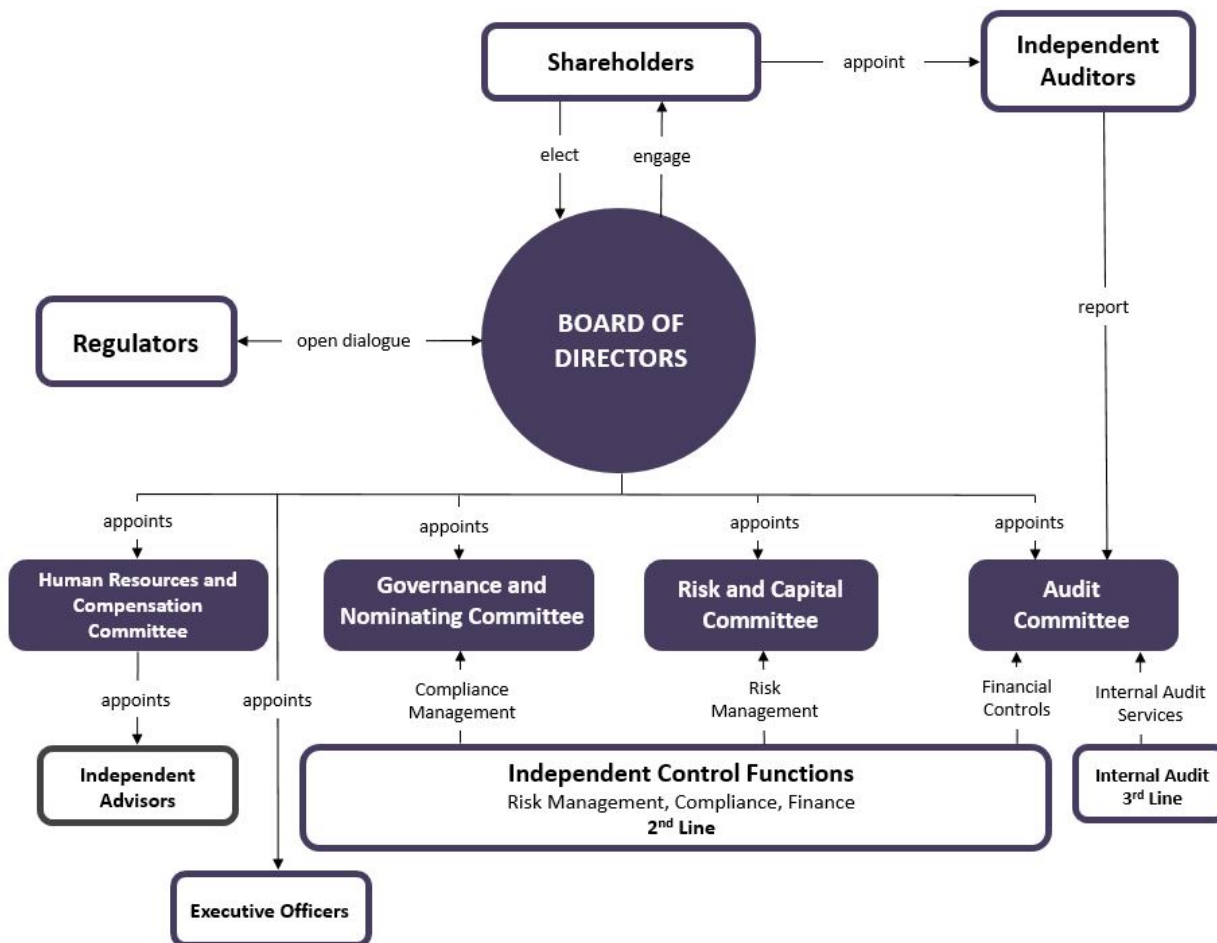 Shareholders
appoint
Independent
Auditors
elect
engage
report
Regulators
open dialogue
BOARD OF
DIRECTORS
appoints
appoints
appoints
appoints
Human Resources and
Compensation
Committee
Governance and
Nominating Committee
Risk and Capital
Committee
Audit
Committee
appoints
appoints
Compliance
Management
Risk
Management
Financial
Controls
Internal Audit
Services
Independent
Advisors
Independent Control Functions
Risk Management, Compliance, Finance
2nd Line
Internal Audit
3rd Line
Executive Officers